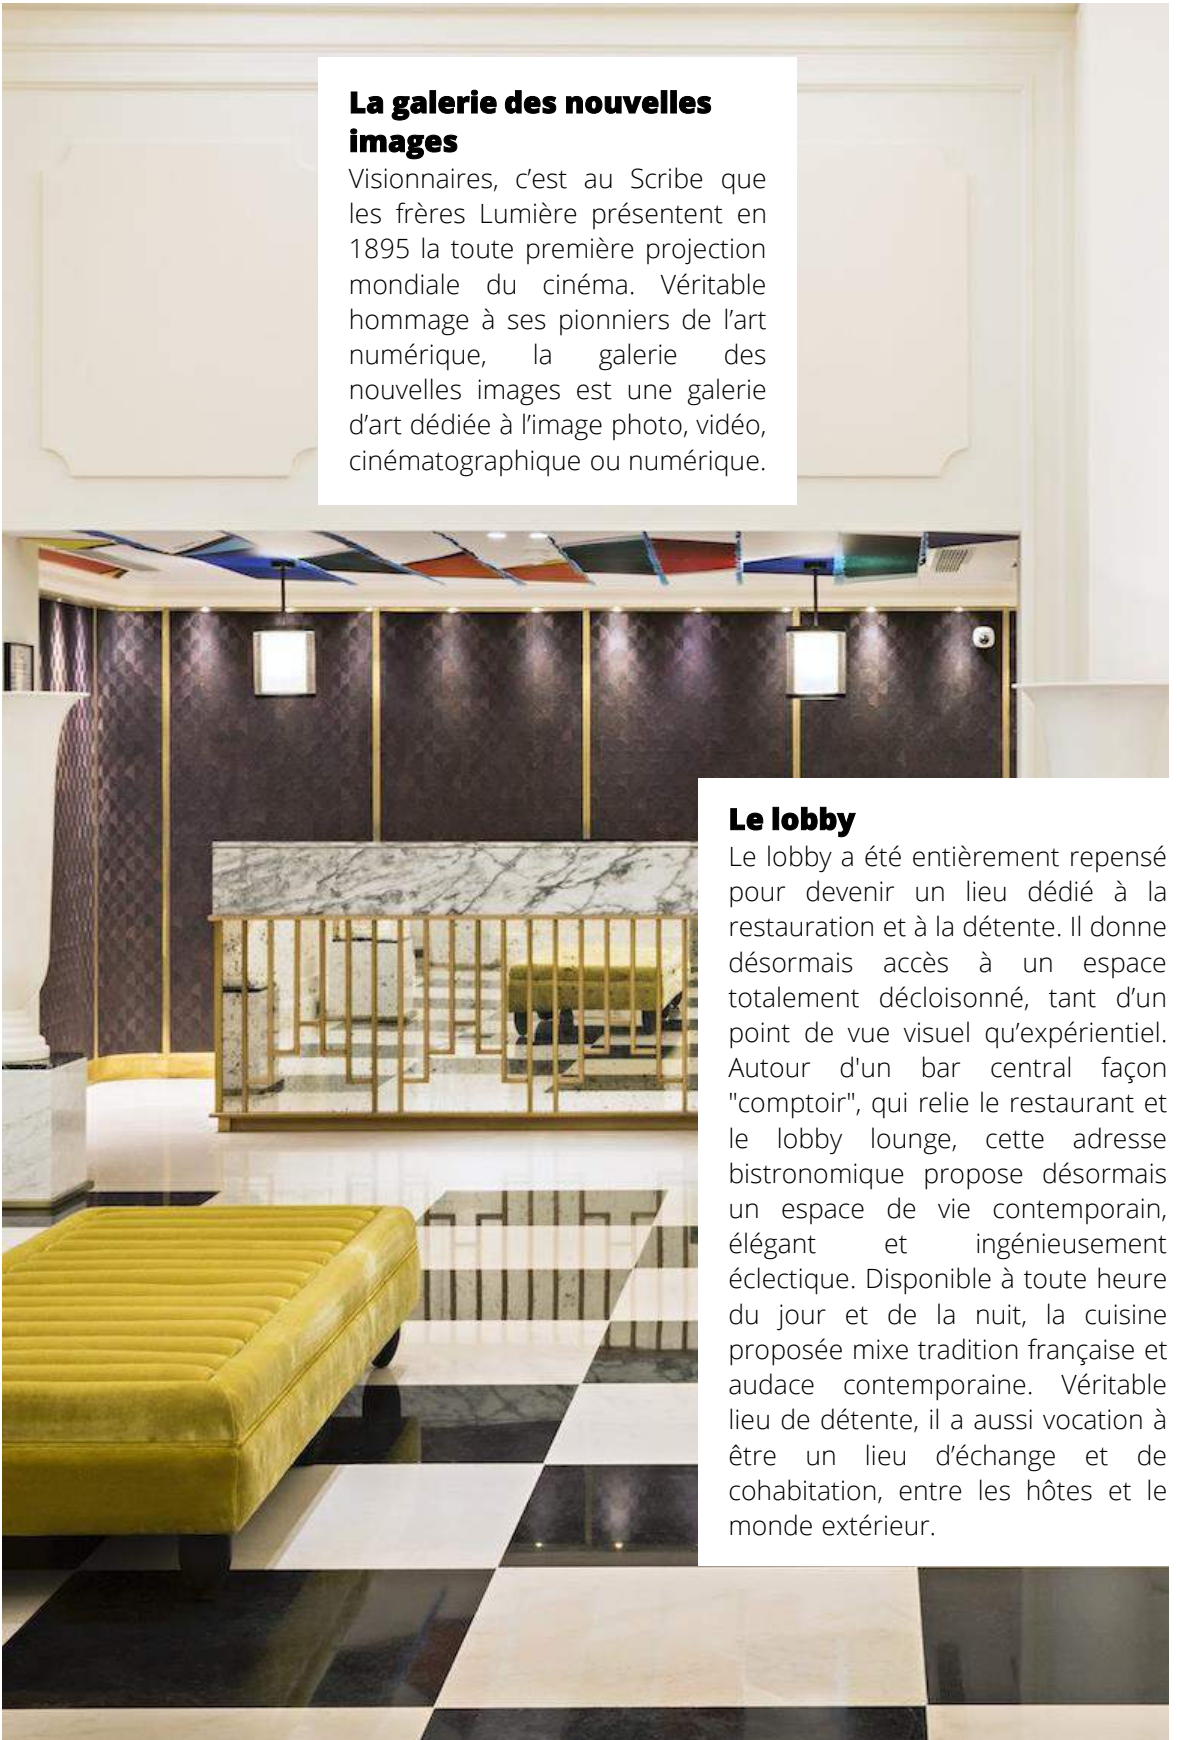 La galerie des nouvelles
images
Visionnaires, c’est au Scribe que
les frères Lumière présentent en
1895 la toute première projection
mondiale du cinéma. Véritable
hommage à ses pionniers de l’art
numérique, la galerie des
nouvelles images est une galerie
d’art dédiée à l’image photo, vidéo,
cinématographique ou numérique.
Le lobby
Le lobby a été entièrement repensé
pour devenir un lieu dédié à la
restauration et à la détente. Il donne
désormais accès à un espace
totalement décloisonné, tant d’un
point de vue visuel qu’expérientiel.
Autour d'un bar central façon
"comptoir", qui relie le restaurant et
le lobby lounge, cette adresse
bistronomique propose désormais
un espace de vie contemporain,
élégant et ingénieusement
éclectique. Disponible à toute heure
du jour et de la nuit, la cuisine
proposée mixe tradition française et
audace contemporaine. Véritable
lieu de détente, il a aussi vocation à
être un lieu d’échange et de
cohabitation, entre les hôtes et le
monde extérieur.